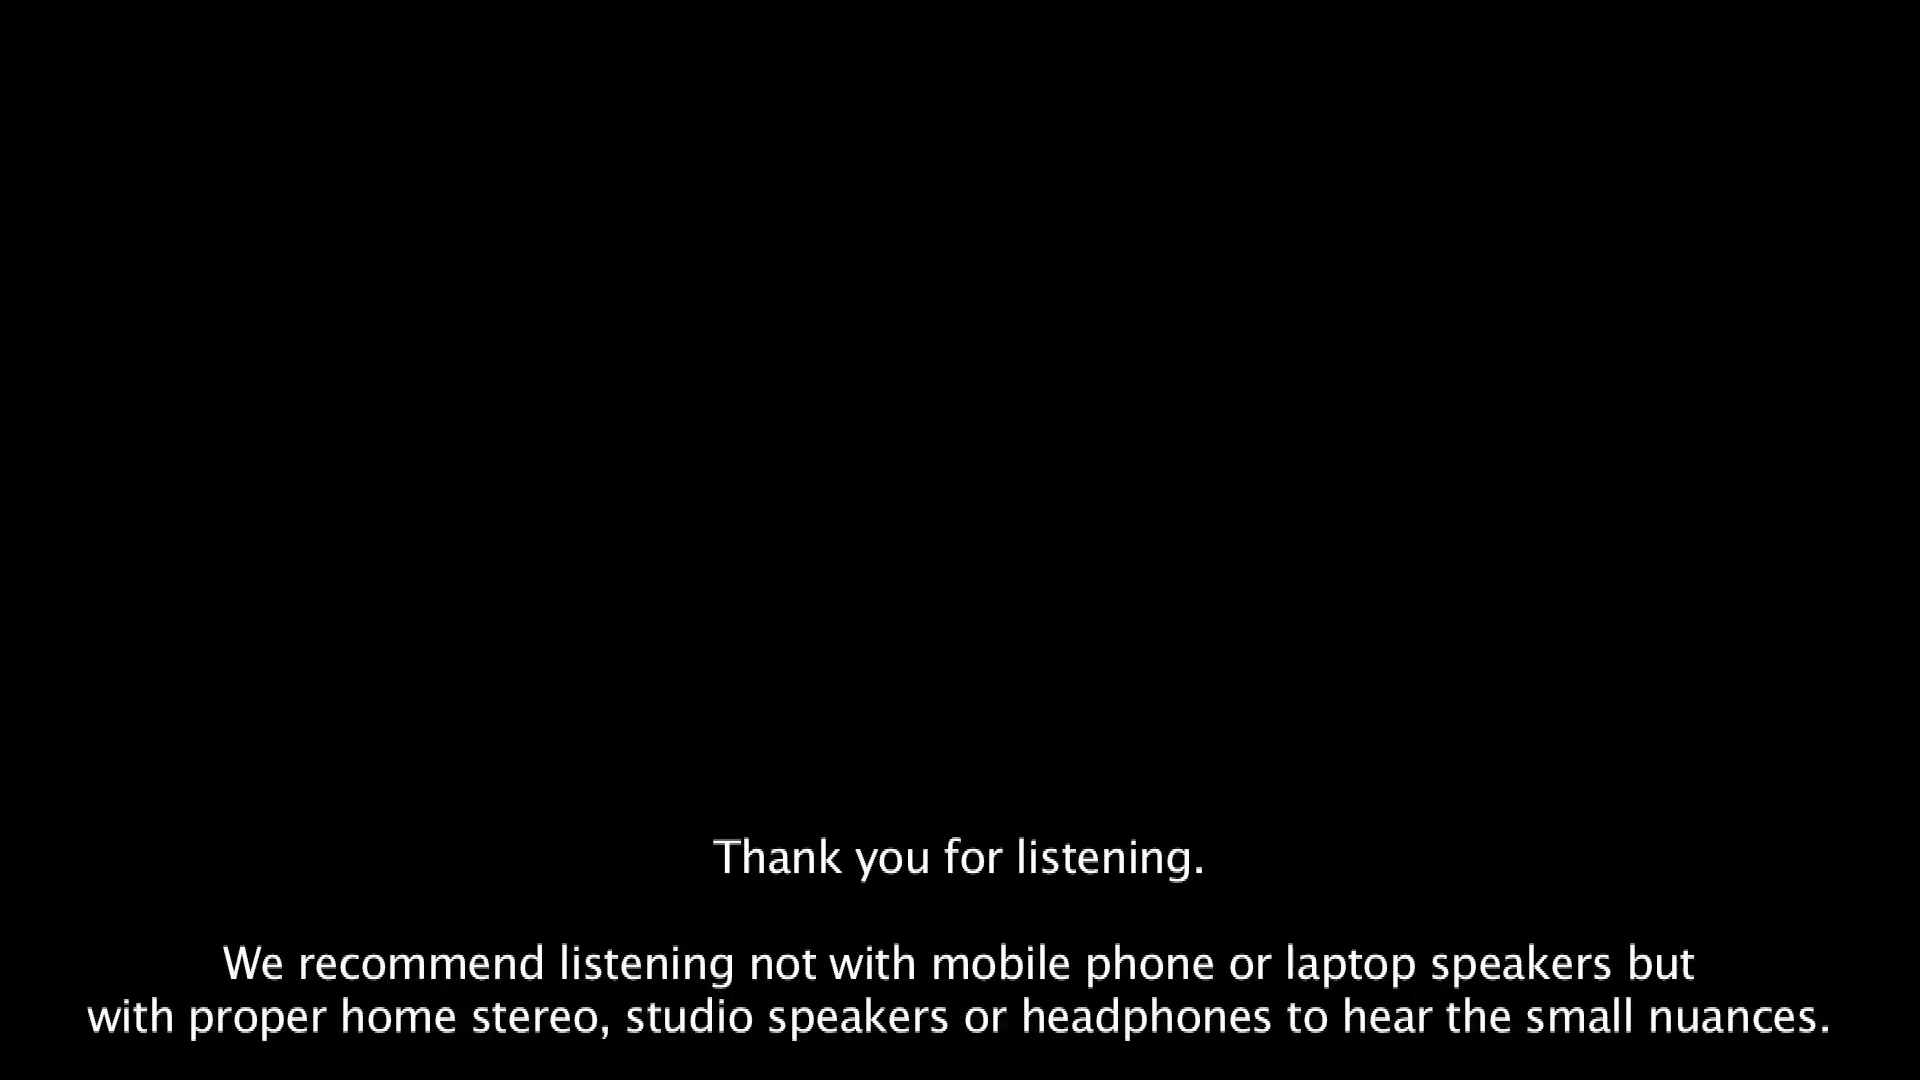 Thank you for listening.
We recommend listening not with mobile phone or laptop speakers but
with proper home stereo, studio speakers or headphones to hear the small nuances.